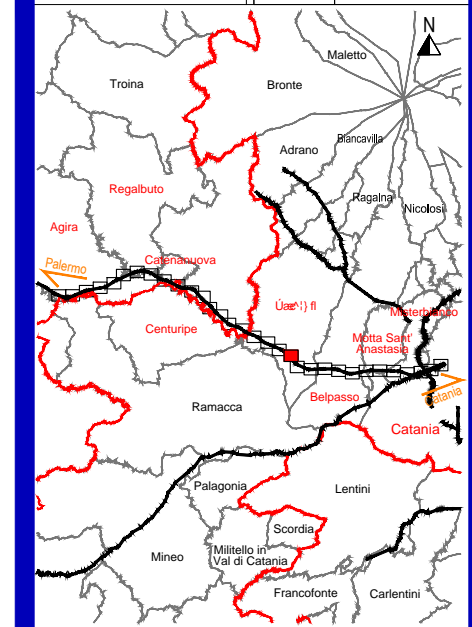 N
Maletto
Troina
Bronte
Biancavilla
Adrano
Regalbuto
Ragalna
Nicolosi
Agira
Catenanuova
Palermo
Misterbianco
Centuripe
Motta Sant'
Anastasia
Belpasso
Catania
Ramacca
Catania
Palagonia
Lentini
Scordia
Mineo
Militello in
Val di Catania
Francofonte
Carlentini